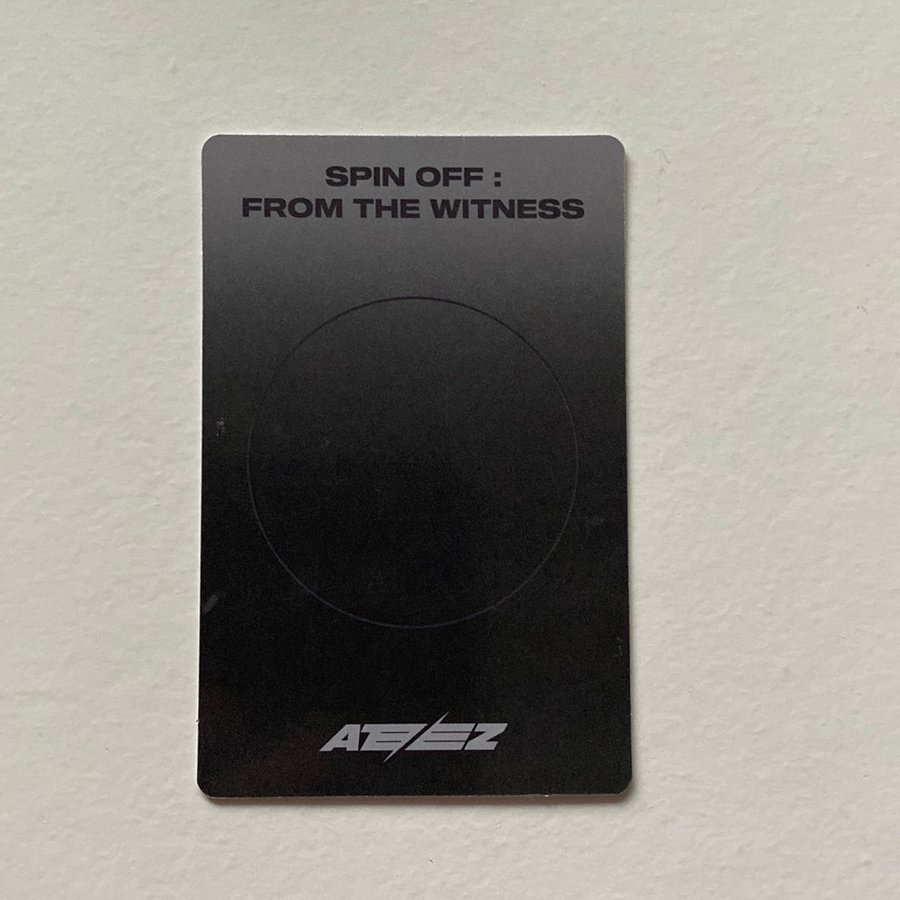 SPIN OFF :
FROM THE WITNESS
ATEEZ